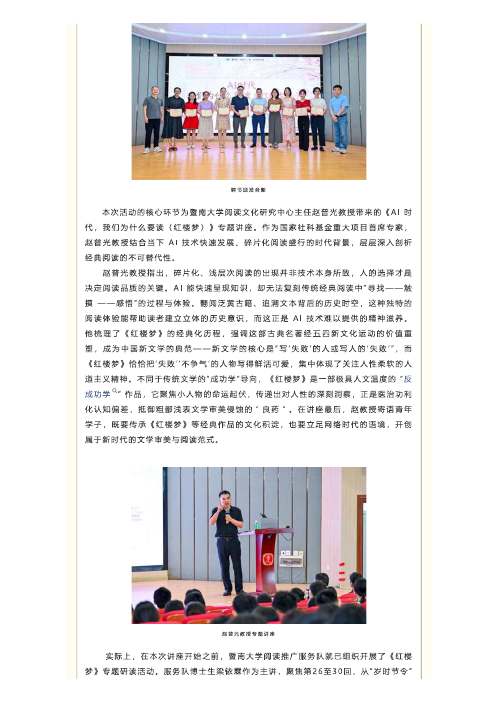 AI时代
聘书颁发合影
本次活动的核心环节为暨南大学阅读文化研究中心主任赵普光教授带来的《AI 时
代，我们为什么要读〈红楼梦〉》专题讲座。作为国家社科基金重大项目首席专家，
赵普光教授结合当下 AI 技术快速发展，碎片化阅读盛行的时代背景，层层深入剖析
经典阅读的不可替代性。
赵普光教授指出，碎片化、浅层次阅读的出现并非技术本身所致，人的选择才是
决定阅读品质的关键。AI 能快速呈现知识，却无法复刻传统经典阅读中“寻找——触
摸 ——感悟”的过程与体验。翻阅泛黄古籍，追溯文本背后的历史时空，这种独特的
阅读体验能帮助读者建立立体的历史意识，而这正是 AI 技术难以提供的精神滋养。
他梳理了《红楼梦》的经典化历程，强调这部古典名著经五四新文化运动的价值重
塑，成为中国新文学的典范——新文学的核心是“写‘失败’的人或写人的‘失败’”，而
《红楼梦》恰恰把‘失败’‘不争气’的人物写得鲜活可爱，集中体现了关注人性柔软的人
道主义精神。不同于传统文学的“成功学”导向，《红楼梦》是一部极具人文温度的 “反
成功学” 作品，它聚焦小人物的命运起伏，传递出对人性的深刻洞察，正是医治功利
化认知偏差，抵御粗鄙浅表文学审美侵蚀的 “ 良药 ” 。在讲座最后，赵教授寄语青年
学子，既要传承《红楼梦》等经典作品的文化积淀，也要立足网络时代的语境，开创
属于新时代的文学审美与阅读范式。
赵普光教授专题讲座
实际上，在本次讲座开始之前，暨南大学阅读推广服务队就已组织开展了《红楼
梦》专题研读活动。服务队博士生梁依霖作为主讲，聚焦第26至30回，从“岁时节令”